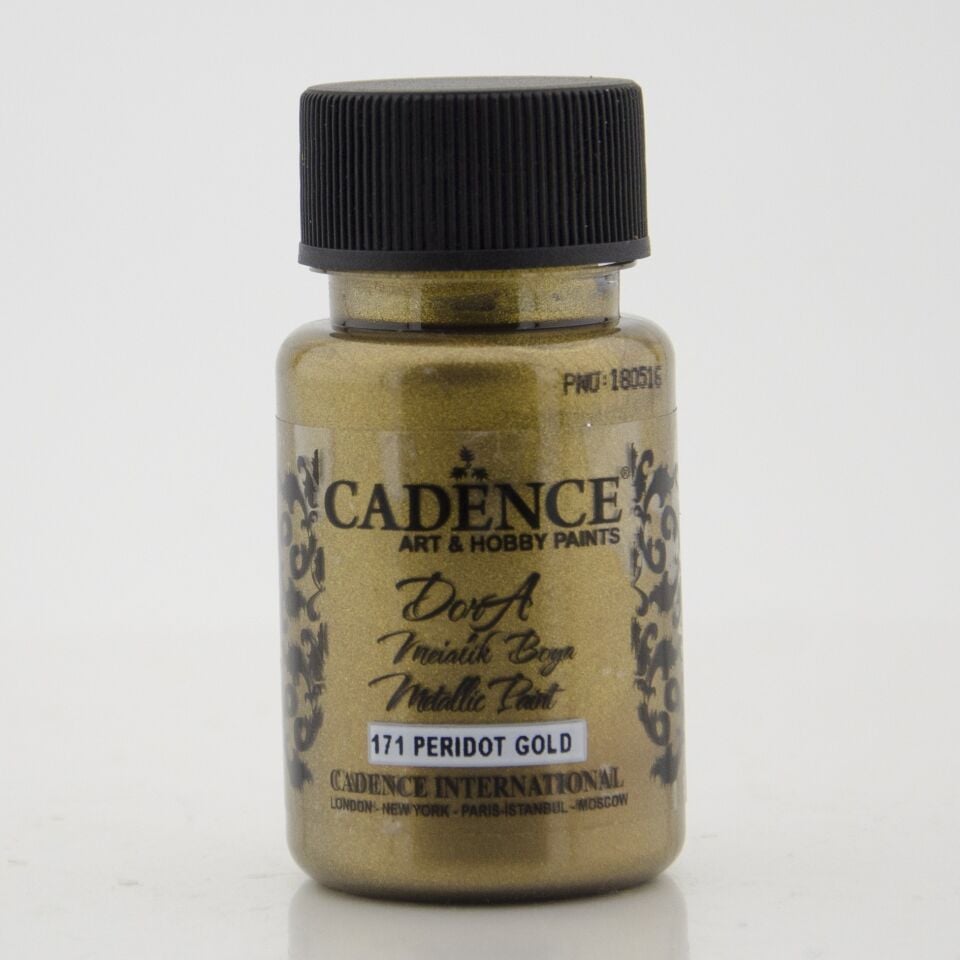 PNO:180516
CADENCE®
ART & HOBBY PAINTS
DorA
Metalik Boya
Metallic Paint
171 PERIDOT GOLD
CADENCE INTERNATIONAL
LONDON - NEW YORK - PARIS-ISTANBUL - MOSCOW